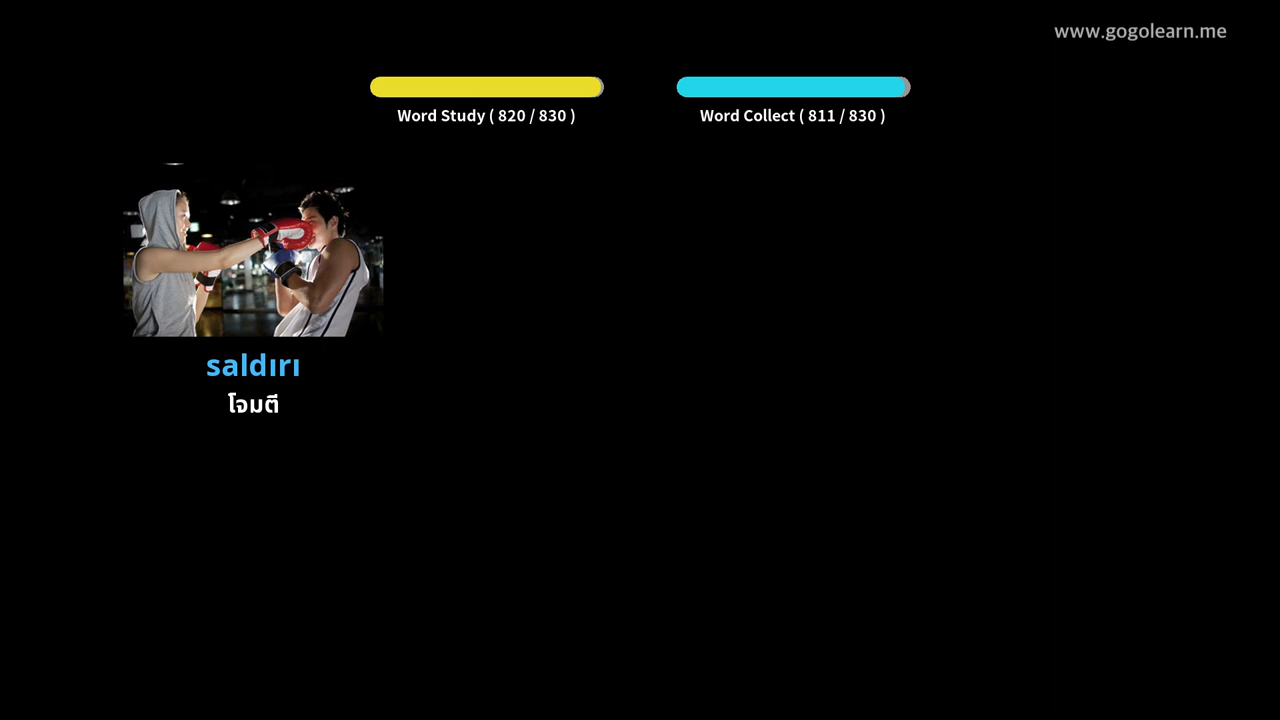 www.gogolearn.me
Word Study ( 820 / 830 )
Word Collect ( 811 / 830 )
saldırı
โจมตี